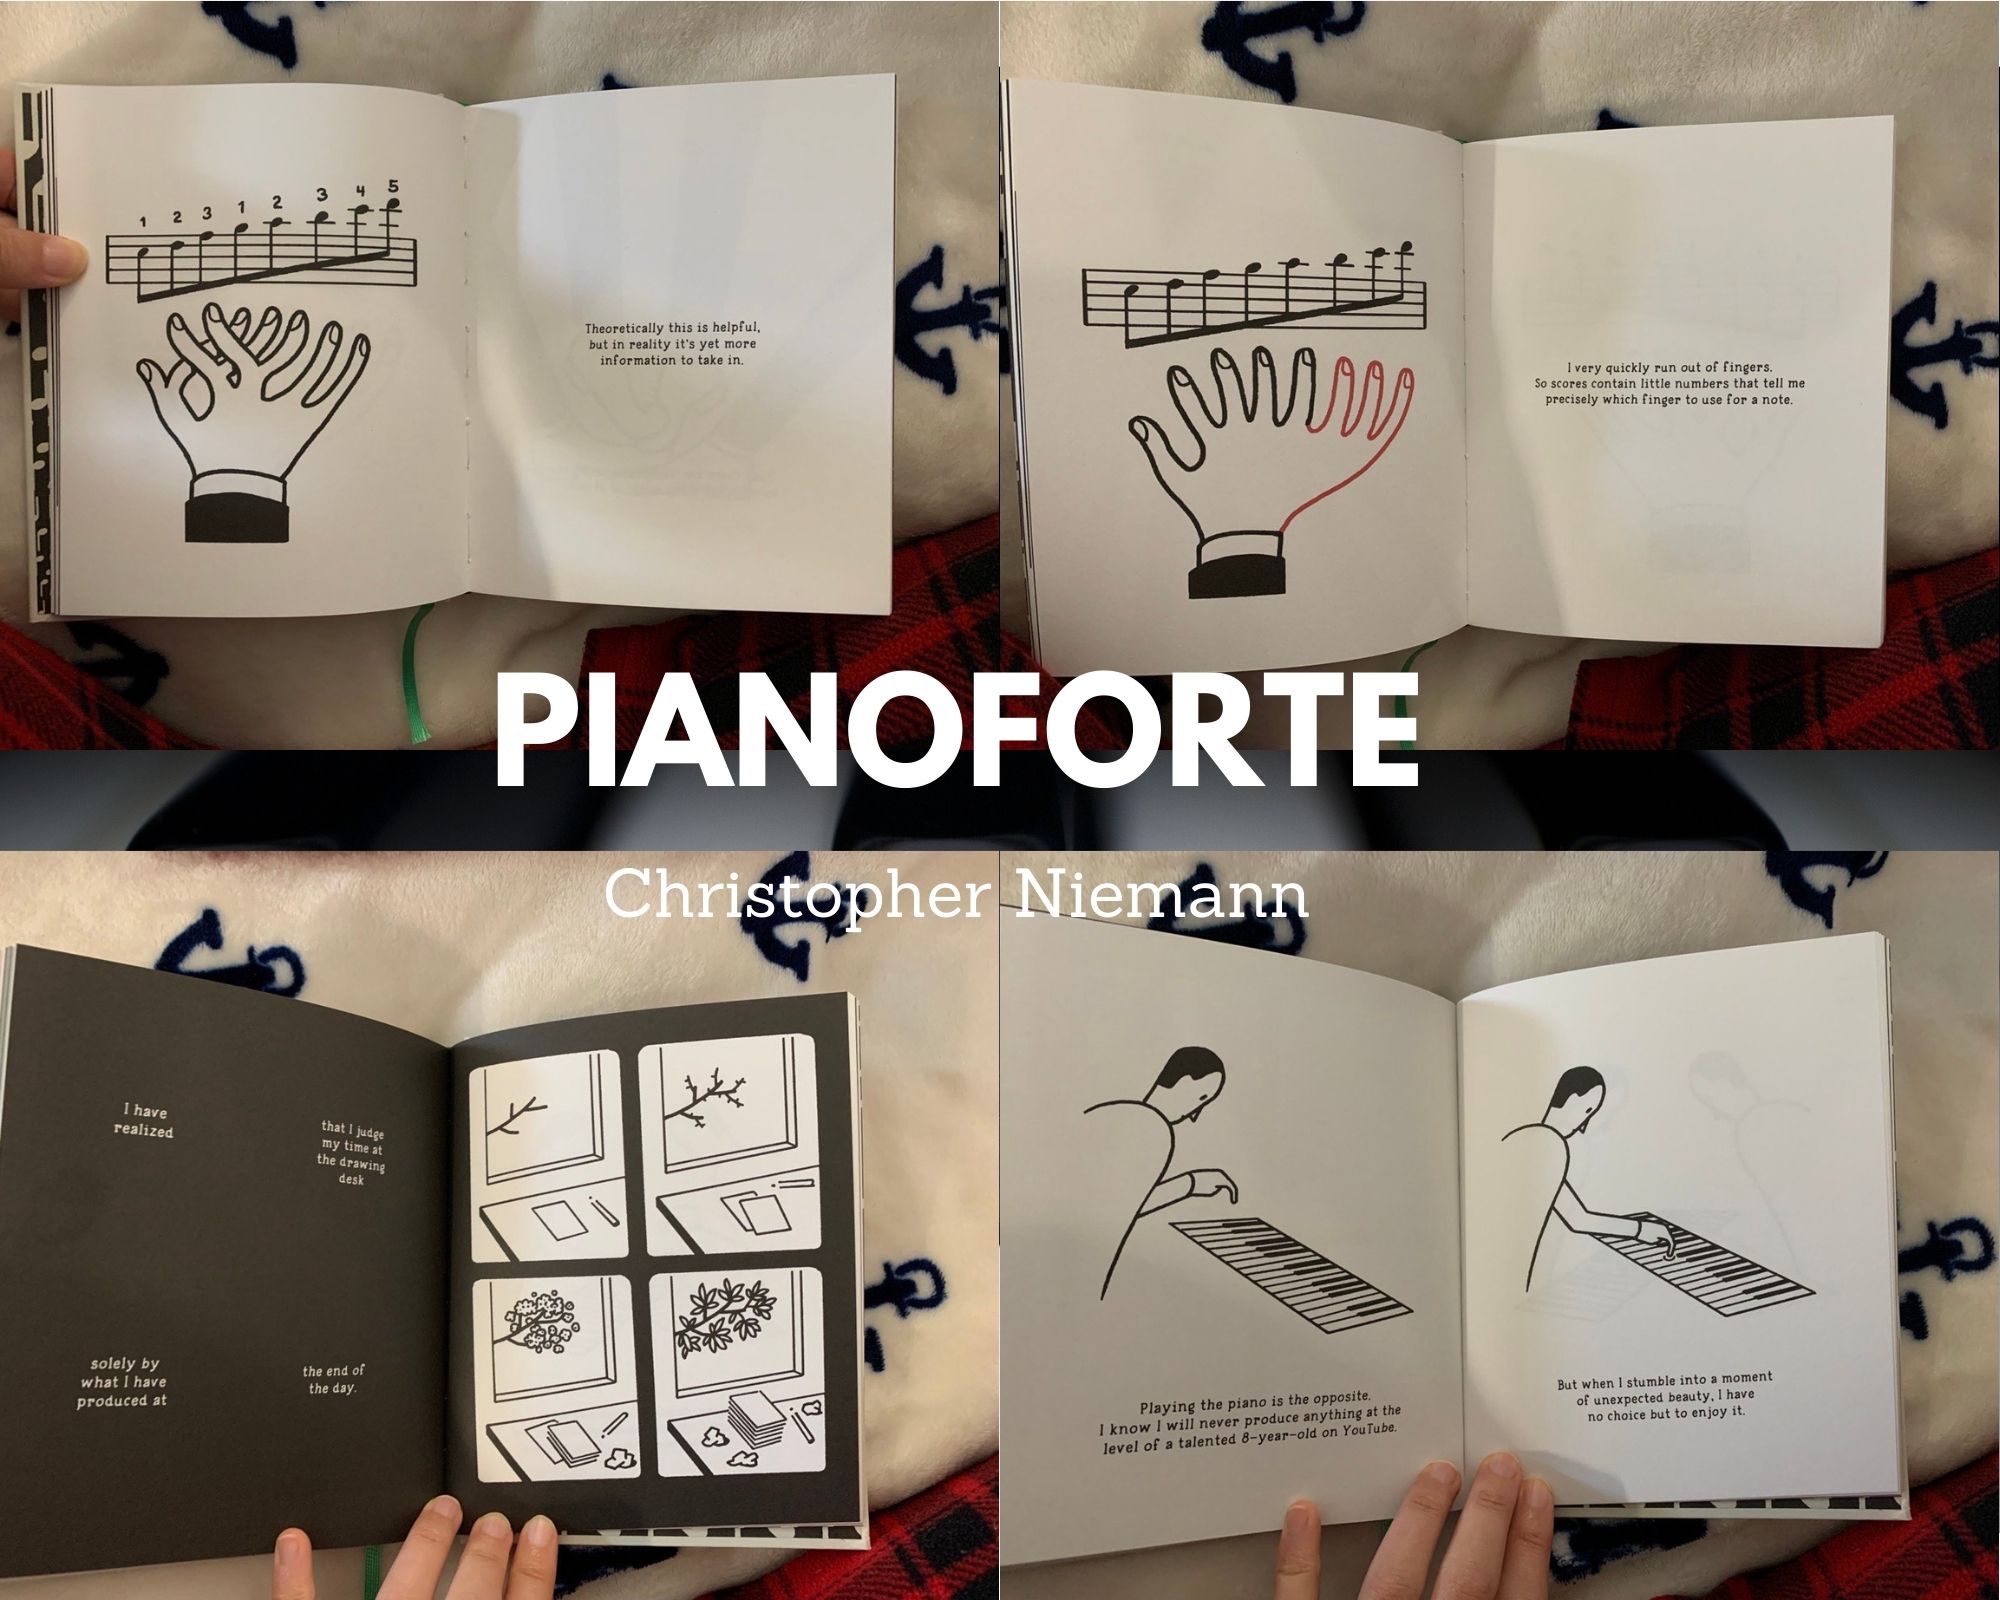 1 2 3 1 2 3 4 5
Theoretically this is helpful,
but in reality it's yet more
information to take in.
I very quickly run out of fingers.
So scores contain little numbers that tell me
precisely which finger to use for a note.
PIANOFORTE
Christopher Niemann
I have
realized
that I judge
my time at
the drawing
desk
solely by
what I have
produced at
the end of
the day.
Playing the piano is the opposite.
I know I will never produce anything at the
level of a talented 8-year-old on YouTube.
But when I stumble into a moment
of unexpected beauty, I have
no choice but to enjoy it.